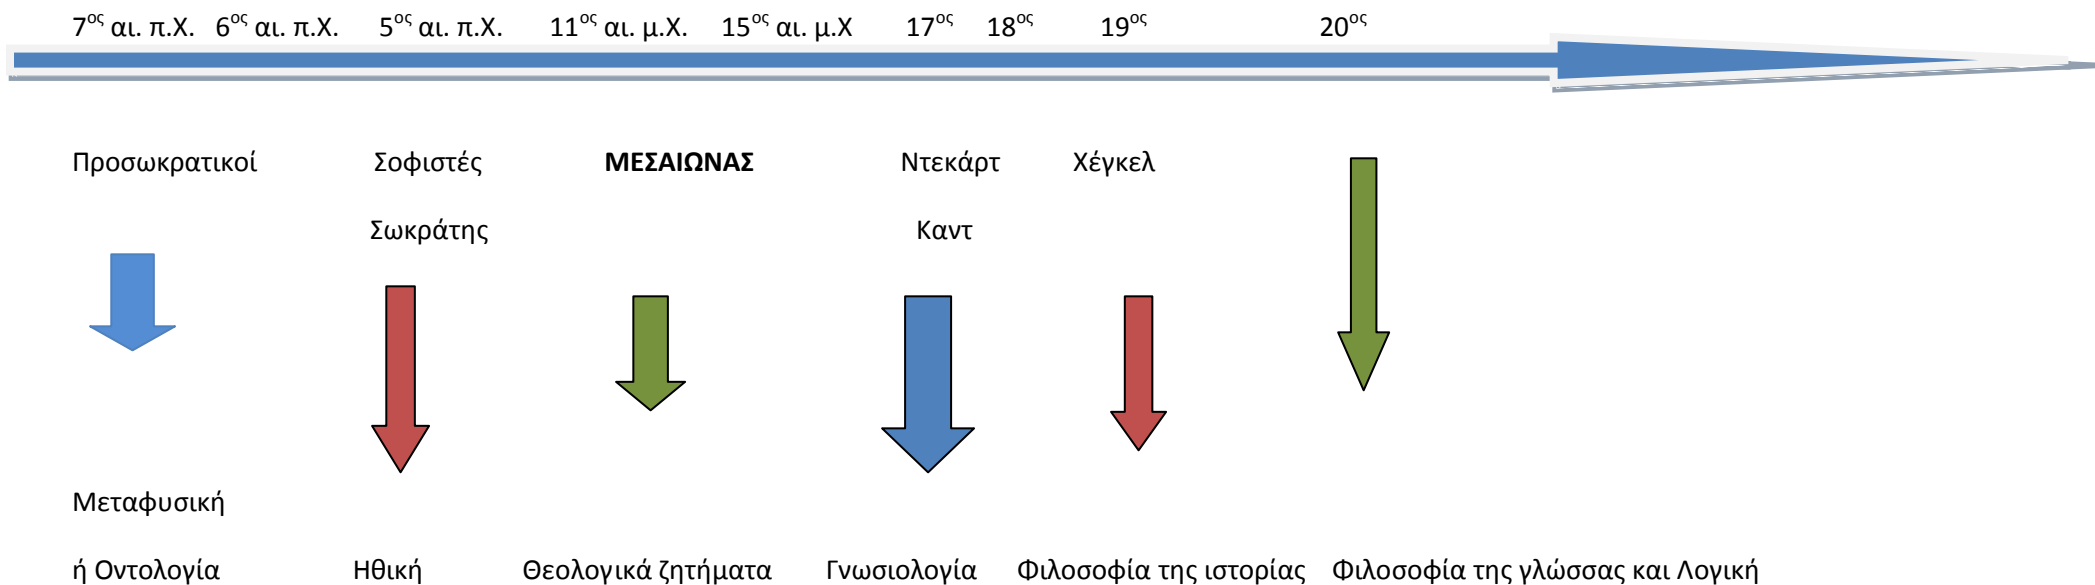 7ος αι. π.Χ. 6ος αι. π.Χ. 5ος αι. π.Χ. 11ος αι. μ.Χ. 15ος αι. μ.Χ 17ος 18ος 19ος 20ος
Προσωκρατικοί Σοφιστές ΜΕΣΑΙΩΝΑΣ Ντεκάρτ Χέγκελ
Σωκράτης Καντ
Μεταφυσική
ή Οντολογία Ηθική Θεολογικά ζητήματα Γνωσιολογία Φιλοσοφία της ιστορίας Φιλοσοφία της γλώσσας και Λογική